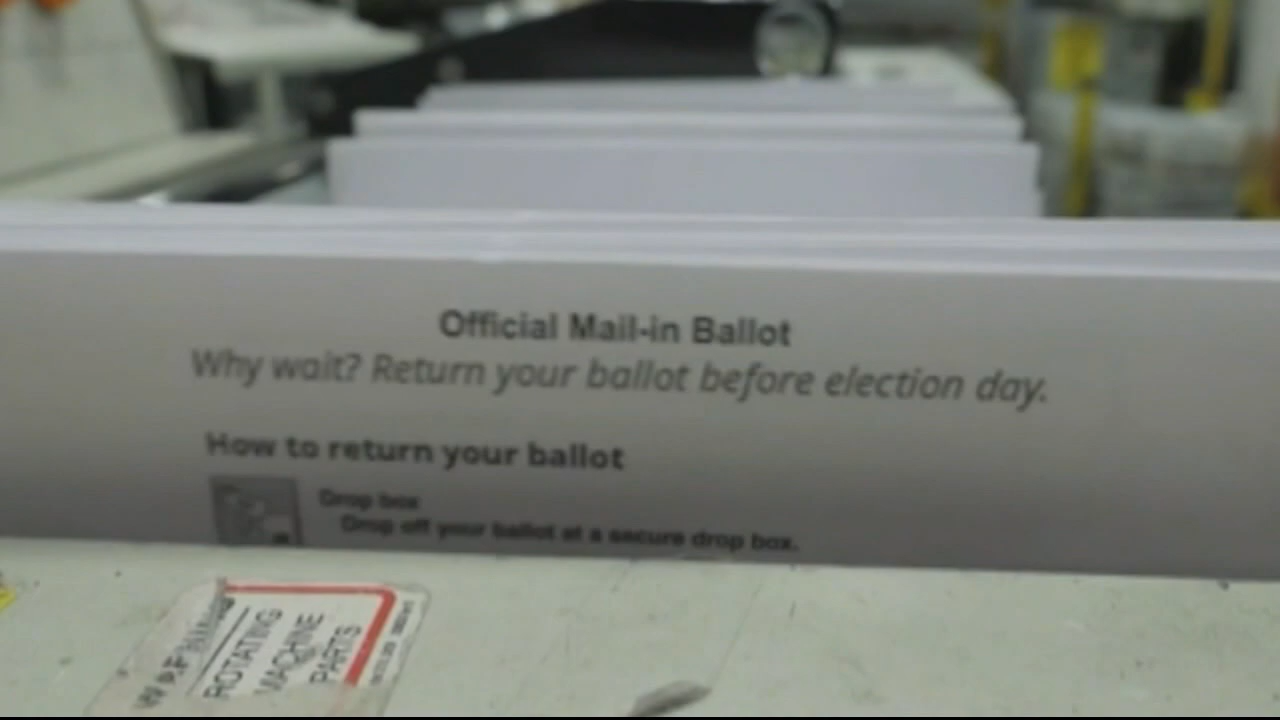 Official Mail-in Ballot
Why wait? Return your ballot before election day.
How to return your ballot
Drop box
Drop off your ballot at a secure drop box.
ROTATING
MACHINE
PARTS